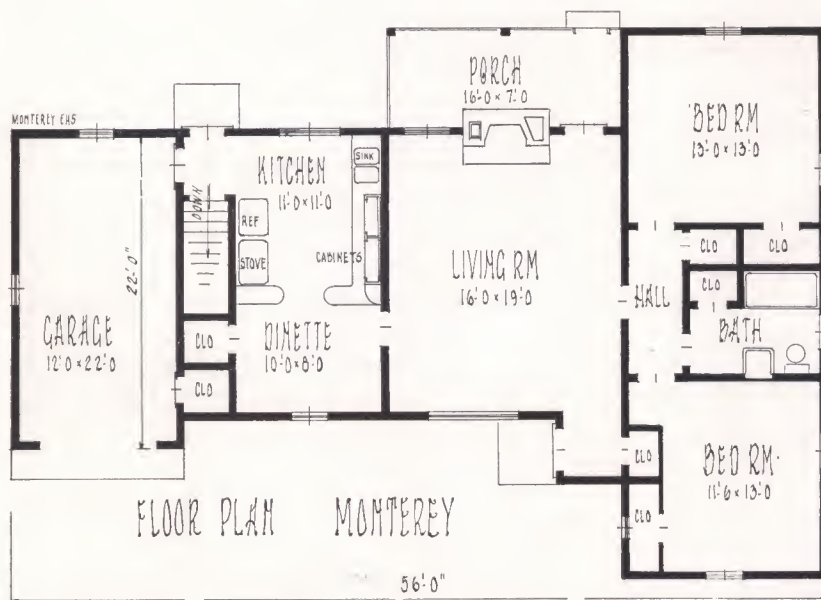 PORCH
16'-0 x 7'-0
BED RM
13'-0 x 13'-0
MONTEREY EHS
SINK
KITCHEN
11'-0 x 11'-0
DOWN
REF
STOVE
CABINETS
22'-0"
LIVING RM
16'-0 x 19'-0
CLO
CLO
HALL
CLO
BATH
GARAGE
12'-0 x 22'-0
CLO
DINETTE
10'-0 x 8'-0
CLO
CLO
BED RM.
11'-6 x 13'-0
CLO
FLOOR PLAN MONTEREY
56'-0"